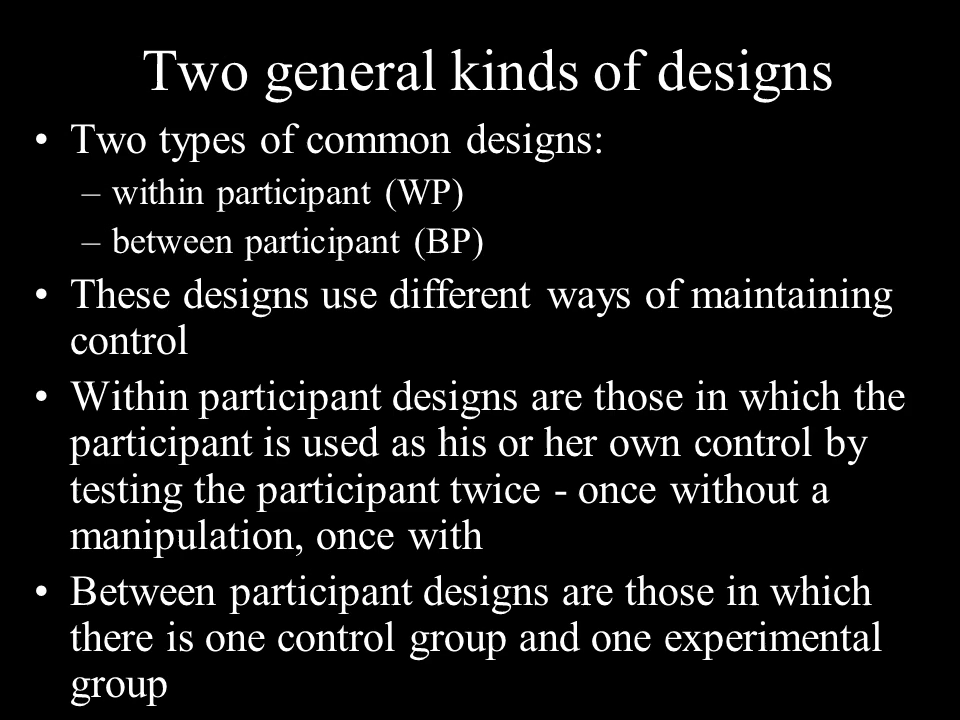 Two general kinds of designs
• Two types of common designs:
–within participant (WP)
–between participant (BP)
• These designs use different ways of maintaining
control
• Within participant designs are those in which the
participant is used as his or her own control by
testing the participant twice - once without a
manipulation, once with
• Between participant designs are those in which
there is one control group and one experimental
group